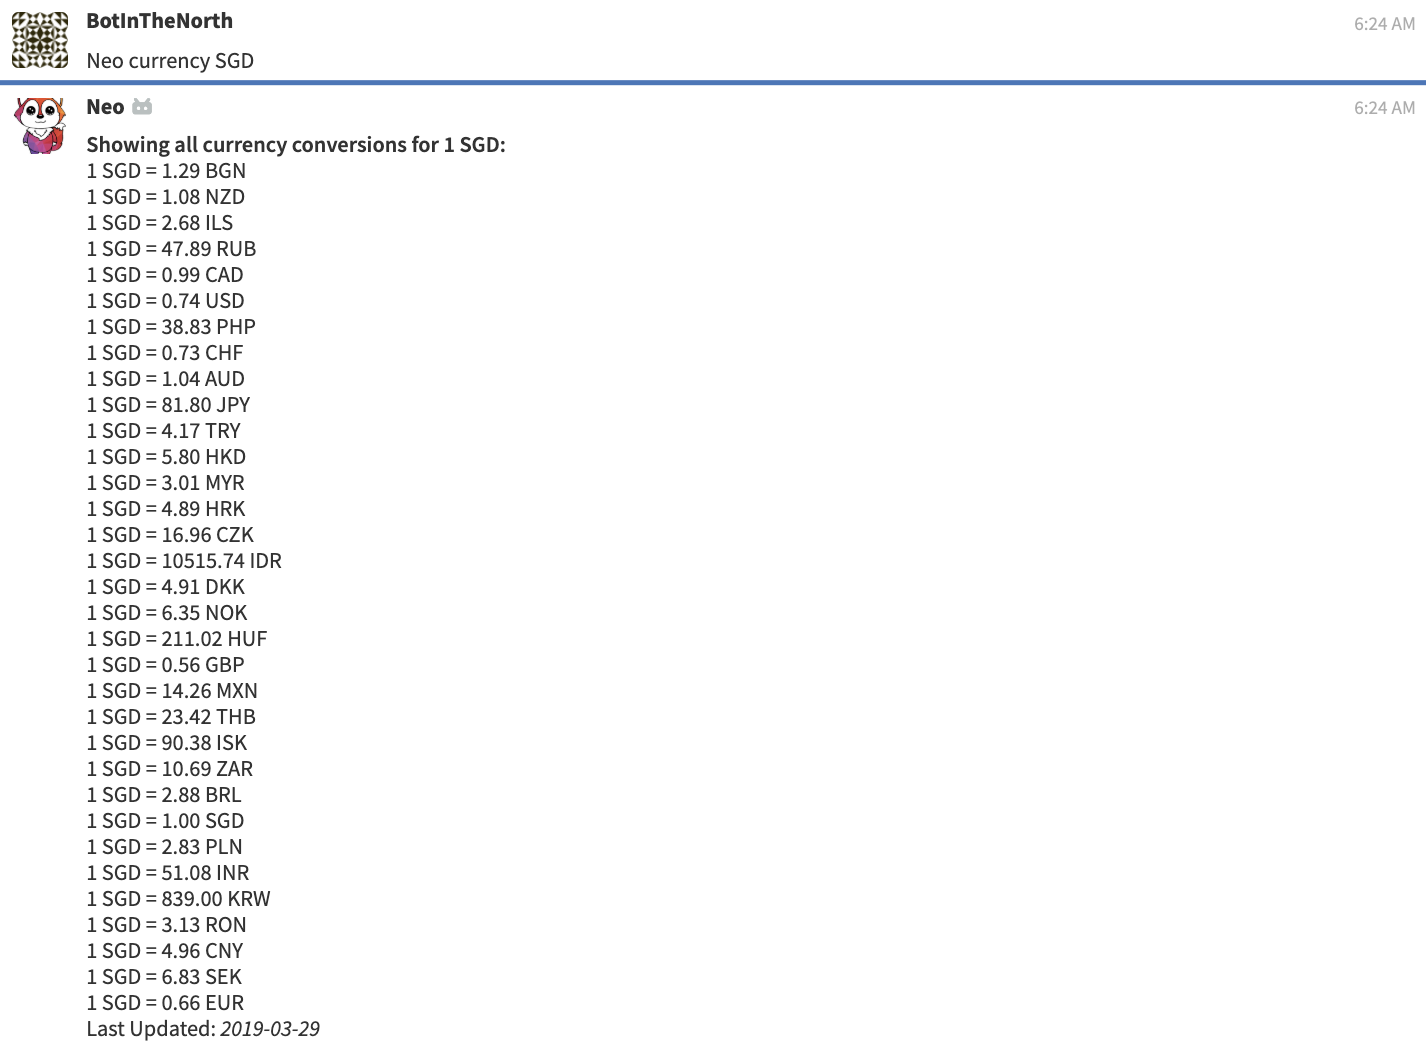 BotInTheNorth 6:24 AM
Neo currency SGD
Neo 6:24 AM
Showing all currency conversions for 1 SGD:
1 SGD = 1.29 BGN
1 SGD = 1.08 NZD
1 SGD = 2.68 ILS
1 SGD = 47.89 RUB
1 SGD = 0.99 CAD
1 SGD = 0.74 USD
1 SGD = 38.83 PHP
1 SGD = 0.73 CHF
1 SGD = 1.04 AUD
1 SGD = 81.80 JPY
1 SGD = 4.17 TRY
1 SGD = 5.80 HKD
1 SGD = 3.01 MYR
1 SGD = 4.89 HRK
1 SGD = 16.96 CZK
1 SGD = 10515.74 IDR
1 SGD = 4.91 DKK
1 SGD = 6.35 NOK
1 SGD = 211.02 HUF
1 SGD = 0.56 GBP
1 SGD = 14.26 MXN
1 SGD = 23.42 THB
1 SGD = 90.38 ISK
1 SGD = 10.69 ZAR
1 SGD = 2.88 BRL
1 SGD = 1.00 SGD
1 SGD = 2.83 PLN
1 SGD = 51.08 INR
1 SGD = 839.00 KRW
1 SGD = 3.13 RON
1 SGD = 4.96 CNY
1 SGD = 6.83 SEK
1 SGD = 0.66 EUR
Last Updated: 2019-03-29